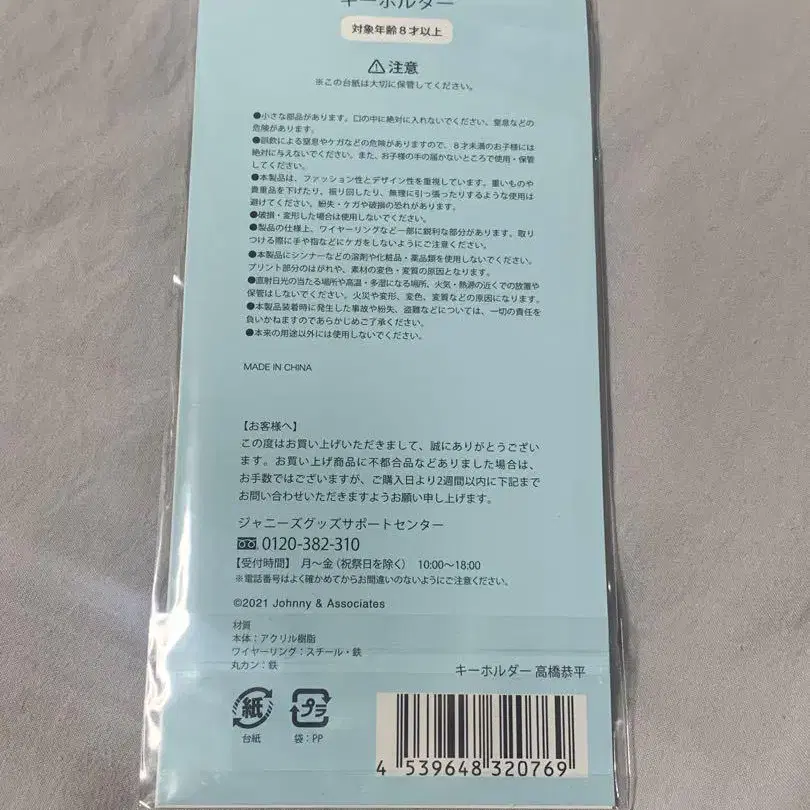 キーホルダー
対象年齢8才以上
⚠注意
※この台紙は大切に保管してください。
●小さな部品があります。口の中に絶対に入れないでください、窒息などの
危険があります。
●誤飲による窒息やケガなどの危険がありますので、8才未満のお子様には
絶対に与えないでください。また、お子様の手の届かないところで使用・保管
してください。
●本製品は、ファッション性とデザイン性を重視しています。重いものや
貴重品を下げたり、振り回したり、無理に引っ張ったりするような使用は
避けてください。紛失・ケガや破損の恐れがあります。
●破損・変形した場合は使用しないでください。
●製品の仕様上、ワイヤーリングなど一部に鋭利な部分があります。取り
つける際に手や指などにケガをしないようにご注意ください。
●本製品にシンナーなどの溶剤や化粧品・薬品類を使用しないでください。
プリント部分のはがれや、素材の変色・変質の原因となります。
●直射日光の当たる場所や高温・多湿になる場所、火気・熱源の近くでの放置や
保管はしないでください。火災や変形、変色、変質などの原因になります。
●本製品装着時に発生した事故や紛失、盗難などについては、一切の責任を
負いかねますのであらかじめご了承ください。
●本来の用途以外には使用しないでください。
MADE IN CHINA
【お客様へ】
この度はお買い上げいただきまして、誠にありがとうござい
ます。お買い上げ商品に不都合品などありました場合は、
お手数ではございますが、ご購入日より2週間以内に下記まで
お問い合わせいただきますようお願い申し上げます。
ジャニーズグッズサポートセンター
0120-382-310
【受付時間】 月～金（祝祭日を除く） 10:00～18:00
※電話番号はよく確かめてからお間違いのないようにご注意ください。
©2021 Johnny & Associates
材質
本体：アクリル樹脂
ワイヤーリング：スチール・鉄
丸カン：鉄
キーホルダー 高橋恭平
紙
プラ
台紙
袋：PP
4 539648 320769